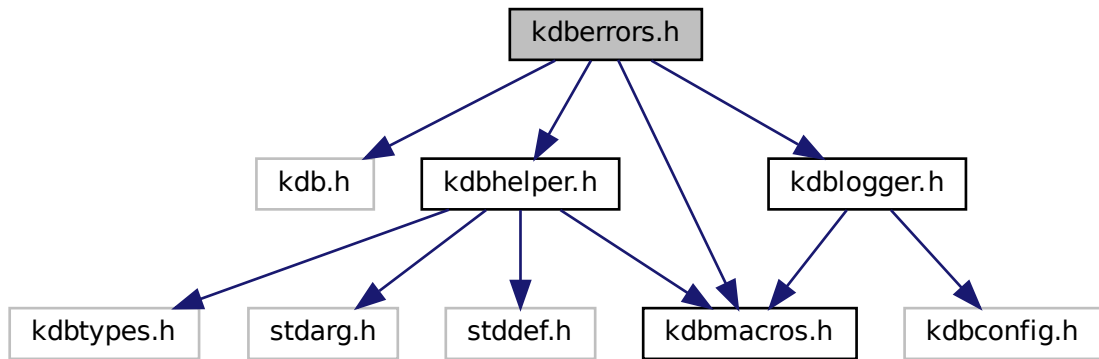 kdberrors.h
kdb.h
kdbhelper.h
kdblogger.h
kdbtypes.h
stdarg.h
stddef.h
kdbmacros.h
kdbconfig.h